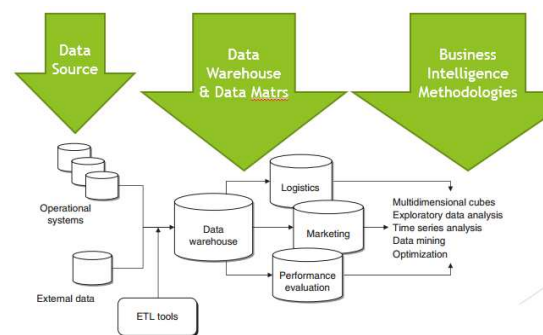 Data
Source
Data
Warehouse
& Data Matrs
Business
Intelligence
Methodologies
Operational
systems
External data
ETL tools
Data
warehouse
Logistics
Marketing
Performance
evaluation
Multidimensional cubes
Exploratory data analysis
Time series analysis
Data mining
Optimization